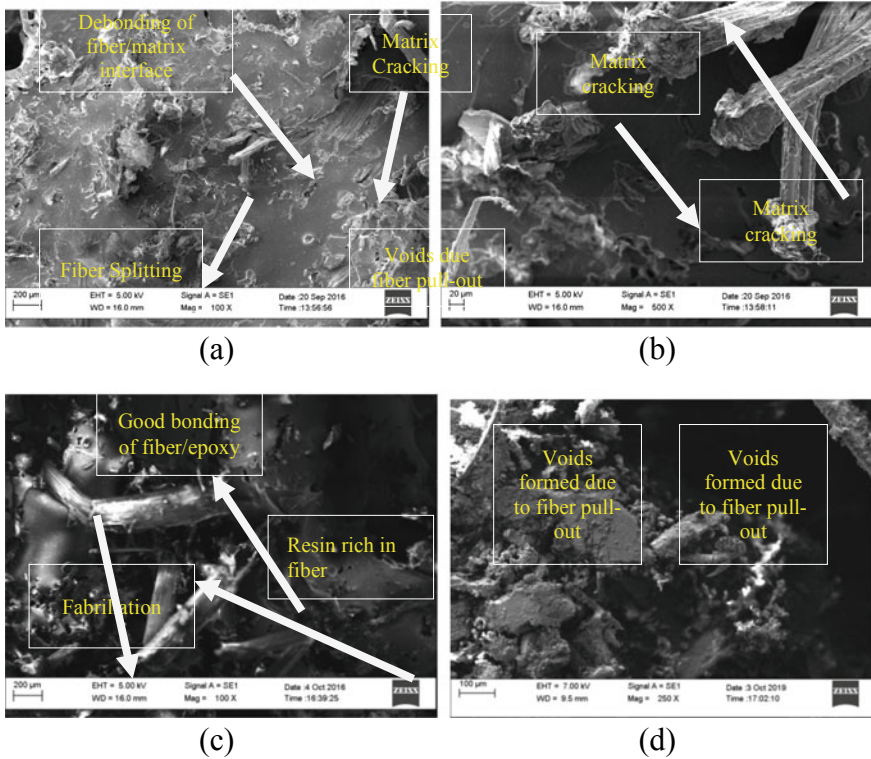 Debonding of
fiber/matrix
interface
Matrix
Cracking
Fiber Splitting
Voids due
fiber pull-out
200 µm
EHT = 5.00 kV
WD = 16.0 mm
Signal A = SE1
Mag = 100 X
Date :20 Sep 2016
Time :13:56:56
ZEISS
(a)
Matrix
cracking
Matrix
cracking
20 µm
EHT = 5.00 kV
WD = 16.0 mm
Signal A = SE1
Mag = 500 X
Date :20 Sep 2016
Time :13:58:11
ZEISS
(b)
Good bonding
of fiber/epoxy
Resin rich in
fiber
Fabrillation
200 µm
EHT = 5.00 kV
WD = 16.0 mm
Signal A = SE1
Mag = 100 X
Date :4 Oct 2016
Time :16:39:25
ZEISS
(c)
Voids
formed due
to fiber pull-
out
Voids
formed due
to fiber pull-
out
100 µm
EHT = 7.00 kV
WD = 9.5 mm
Signal A = SE1
Mag = 250 X
Date :3 Oct 2019
Time :17:02:10
ZEISS
(d)